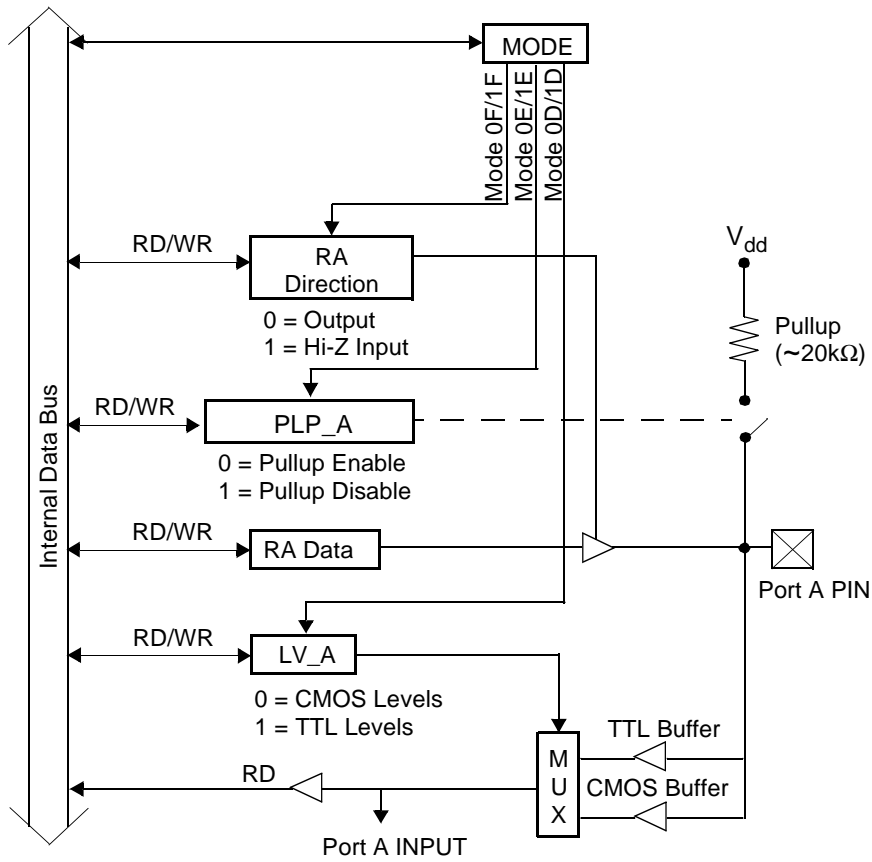 MODE
Mode 0F/1F
Mode 0E/1E
Mode 0D/1D
RD/WR
RA
Direction
0 = Output
1 = Hi-Z Input
Vdd
Pullup
(~20kΩ)
Internal Data Bus
RD/WR
PLP_A
0 = Pullup Enable
1 = Pullup Disable
RD/WR
RA Data
Port A PIN
RD/WR
LV_A
0 = CMOS Levels
1 = TTL Levels
TTL Buffer
MUX
CMOS Buffer
RD
Port A INPUT